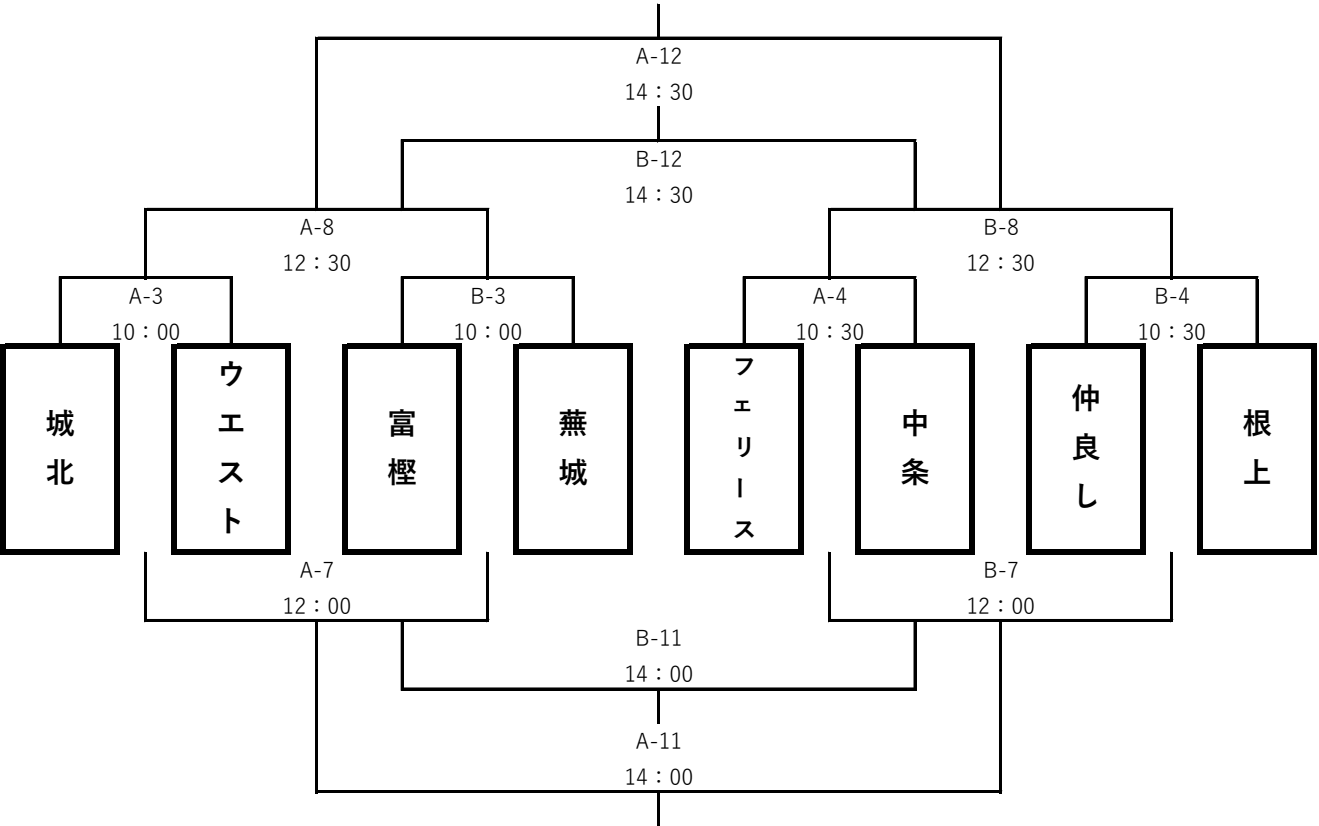 A-12
14：30
B-12
14：30
A-8
12：30
B-8
12：30
A-3
10：00
B-3
10：00
A-4
10：30
B-4
10：30
城北
ウエスト
富樫
蕪城
フェリース
中条
仲良し
根上
A-7
12：00
B-7
12：00
B-11
14：00
A-11
14：00